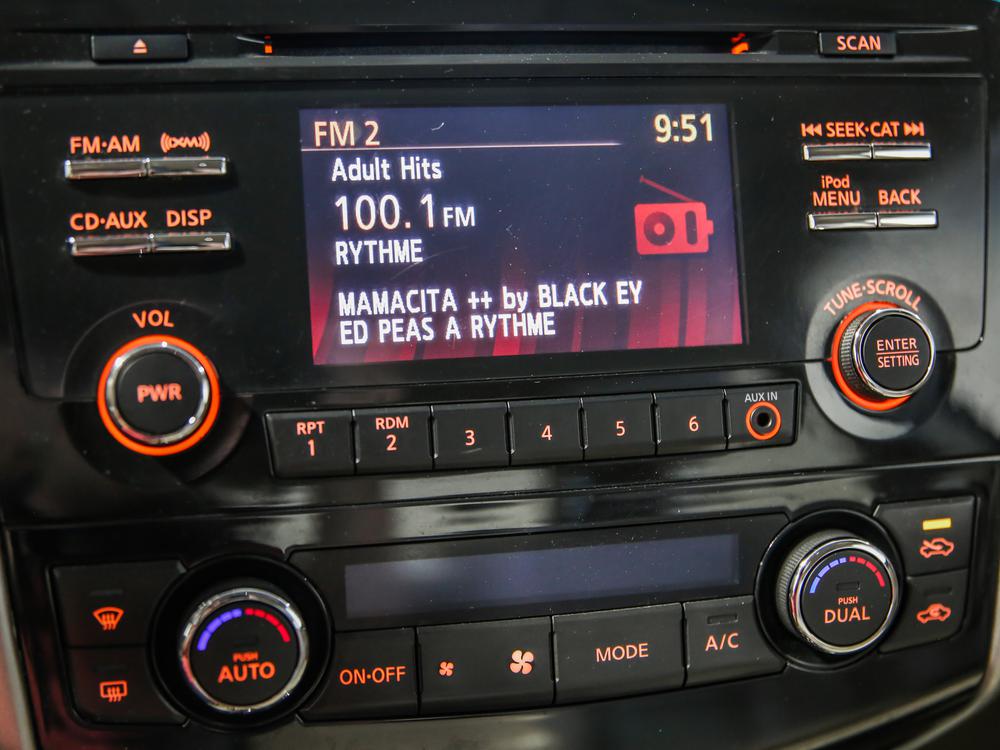 SCAN
FM·AM
((XM))
SEEK·CAT
CD·AUX
DISP
iPod
MENU
BACK
FM 2
9:51
Adult Hits
100.1 FM
RYTHME
MAMACITA ++ by BLACK EY
ED PEAS A RYTHME
VOL
PWR
TUNE·SCROLL
ENTER
SETTING
RPT
1
RDM
2
3
4
5
6
AUX IN
PUSH
AUTO
ON·OFF
MODE
A/C
PUSH
DUAL